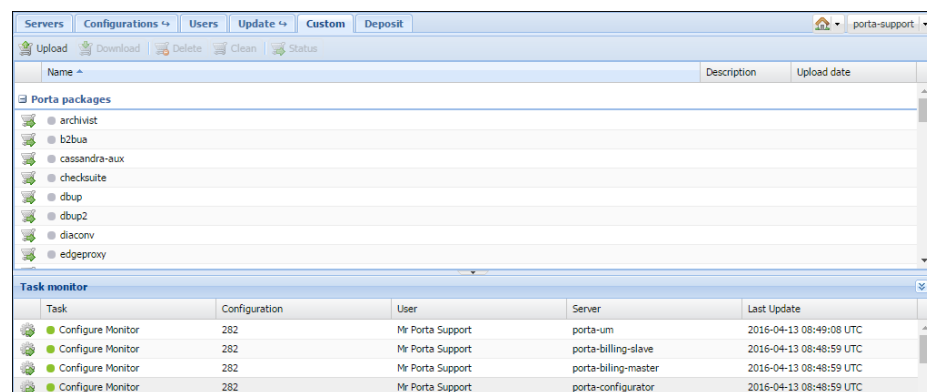 Servers Configurations ↪ Users Update ↪ Custom Deposit porta-support
Upload Download Delete Clean Status
Name Description Upload date
Porta packages
archivist
b2bua
cassandra-aux
checksuite
dbup
dbup2
diaconv
edgeproxy
Task monitor
Task Configuration User Server Last Update
Configure Monitor 282 Mr Porta Support porta-um 2016-04-13 08:49:08 UTC
Configure Monitor 282 Mr Porta Support porta-billing-slave 2016-04-13 08:48:59 UTC
Configure Monitor 282 Mr Porta Support porta-biling-master 2016-04-13 08:48:59 UTC
Configure Monitor 282 Mr Porta Support porta-configurator 2016-04-13 08:48:59 UTC